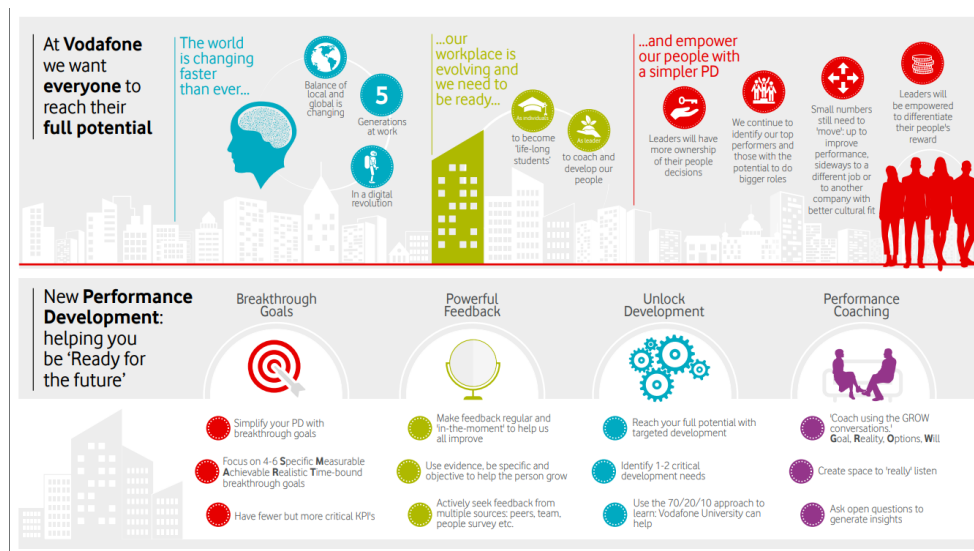 At Vodafone
we want
everyone to
reach their
full potential
The world
is changing
faster
than ever...
Balance of
local and
global is
changing
5
Generations
at work
In a digital
revolution
...our
workplace is
evolving and
we need to
be ready...
As individuals
to become
'life-long
students'
As leader
to coach and
develop our
people
...and empower
our people with
a simpler PD
Leaders will have
more ownership
of their people
decisions
We continue to
identify our top
performers and
those with the
potential to do
bigger roles
Small numbers
still need to
'move': up to
improve
performance,
sideways to a
different job or
to another
company with
better cultural fit
Leaders will
be empowered
to differentiate
their people's
reward
New Performance
Development:
helping you
be 'Ready for
the future'
Breakthrough
Goals
Simplify your PD with
breakthrough goals
Focus on 4-6 Specific Measurable
Achievable Realistic Time-bound
breakthrough goals
Have fewer but more critical KPI's
Powerful
Feedback
Make feedback regular and
'in-the-moment' to help us
all improve
Use evidence, be specific and
objective to help the person grow
Actively seek feedback from
multiple sources: peers, team,
people survey etc.
Unlock
Development
Reach your full potential with
targeted development
Identify 1-2 critical
development needs
Use the 70/20/10 approach to
learn: Vodafone University can
help
Performance
Coaching
'Coach using the GROW
conversations.'
Goal, Reality, Options, Will
Create space to 'really' listen
Ask open questions to
generate insights